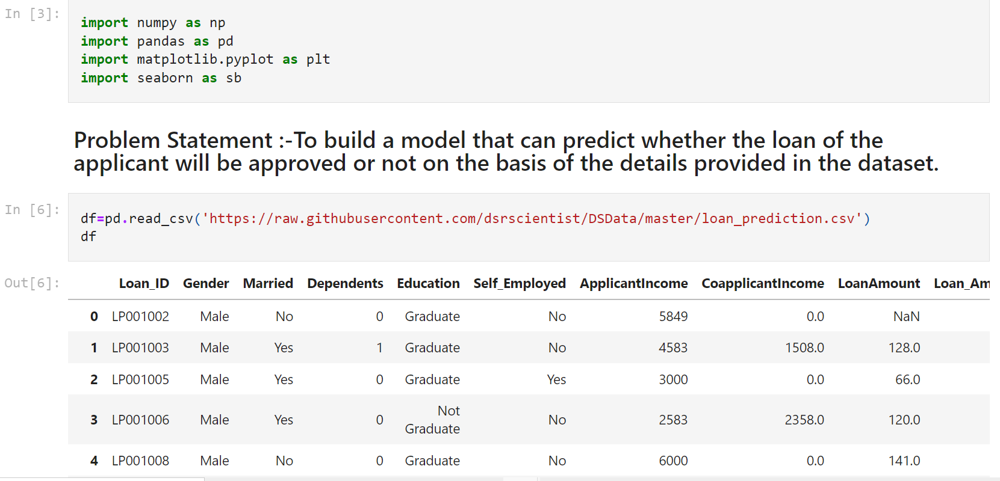 In [3]:
import numpy as np
import pandas as pd
import matplotlib.pyplot as plt
import seaborn as sb
Problem Statement :-To build a model that can predict whether the loan of the
applicant will be approved or not on the basis of the details provided in the dataset.
In [6]:
df=pd.read_csv('https://raw.githubusercontent.com/dsrscientist/DSData/master/loan_prediction.csv')
df
Out[6]:
Loan_ID Gender Married Dependents Education Self_Employed ApplicantIncome CoapplicantIncome LoanAmount Loan_Am
0 LP001002 Male No 0 Graduate No 5849 0.0 NaN
1 LP001003 Male Yes 1 Graduate No 4583 1508.0 128.0
2 LP001005 Male Yes 0 Graduate Yes 3000 0.0 66.0
3 LP001006 Male Yes 0 Not Graduate No 2583 2358.0 120.0
4 LP001008 Male No 0 Graduate No 6000 0.0 141.0